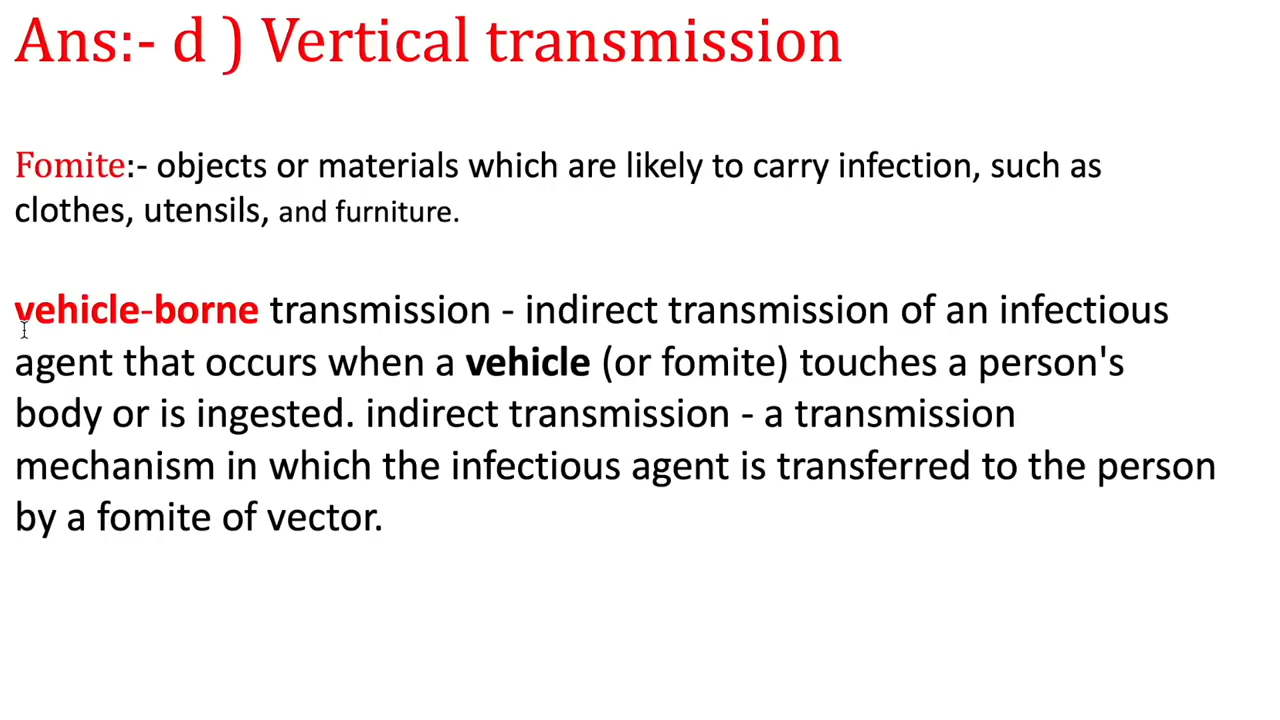 Ans:- d ) Vertical transmission
Fomite:- objects or materials which are likely to carry infection, such as
clothes, utensils, and furniture.
vehicle-borne transmission - indirect transmission of an infectious
agent that occurs when a vehicle (or fomite) touches a person's
body or is ingested. indirect transmission - a transmission
mechanism in which the infectious agent is transferred to the person
by a fomite of vector.